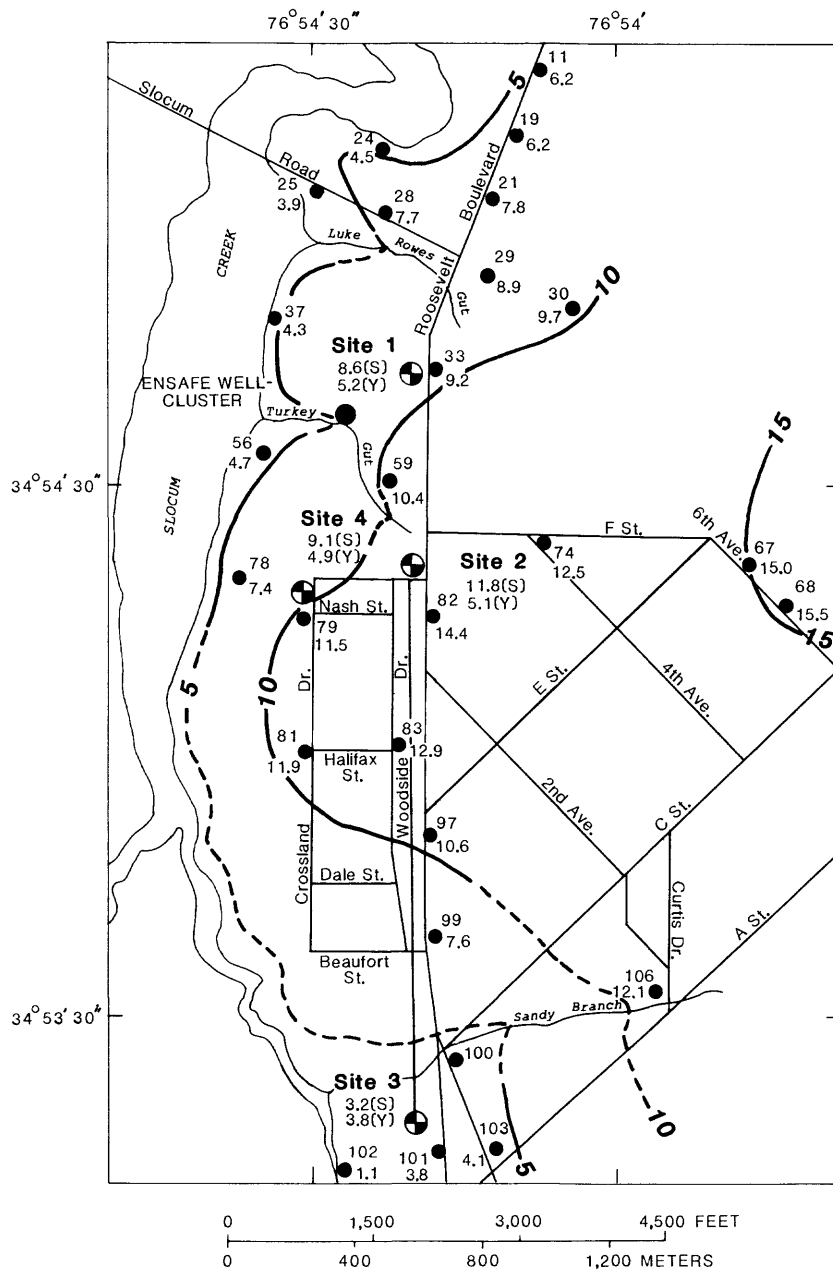 76°54′30″
76°54′
11
6.2
5
Slocum
Road
24
4.5
19
6.2
Boulevard
25
3.9
28
7.7
21
7.8
CREEK
Luke
Rowes
Gut
Roosevelt
29
8.9
10
30
9.7
37
4.3
Site 1
8.6(S)
5.2(Y)
33
9.2
ENSAFE WELL-
CLUSTER
Turkey
Gut
15
56
4.7
59
10.4
34°54′30″
SLOCUM
Site 4
9.1(S)
4.9(Y)
F St.
6th Ave.
67
15.0
74
12.5
Site 2
11.8(S)
5.1(Y)
78
7.4
68
15.5
15
Nash St.
79
11.5
82
14.4
Dr.
Dr.
E St.
4th Ave.
5
10
81
11.9
83
12.9
Halifax
St.
Woodside
2nd Ave.
C St.
97
10.6
Crossland
Dale St.
Curtis Dr.
A St.
99
7.6
Beaufort
St.
106
12.1
34°53′30″
Sandy
Branch
100
Site 3
3.2(S)
3.8(Y)
10
102
1.1
101
3.8
103
4.1
5
0 1,500 3,000 4,500 FEET
0 400 800 1,200 METERS